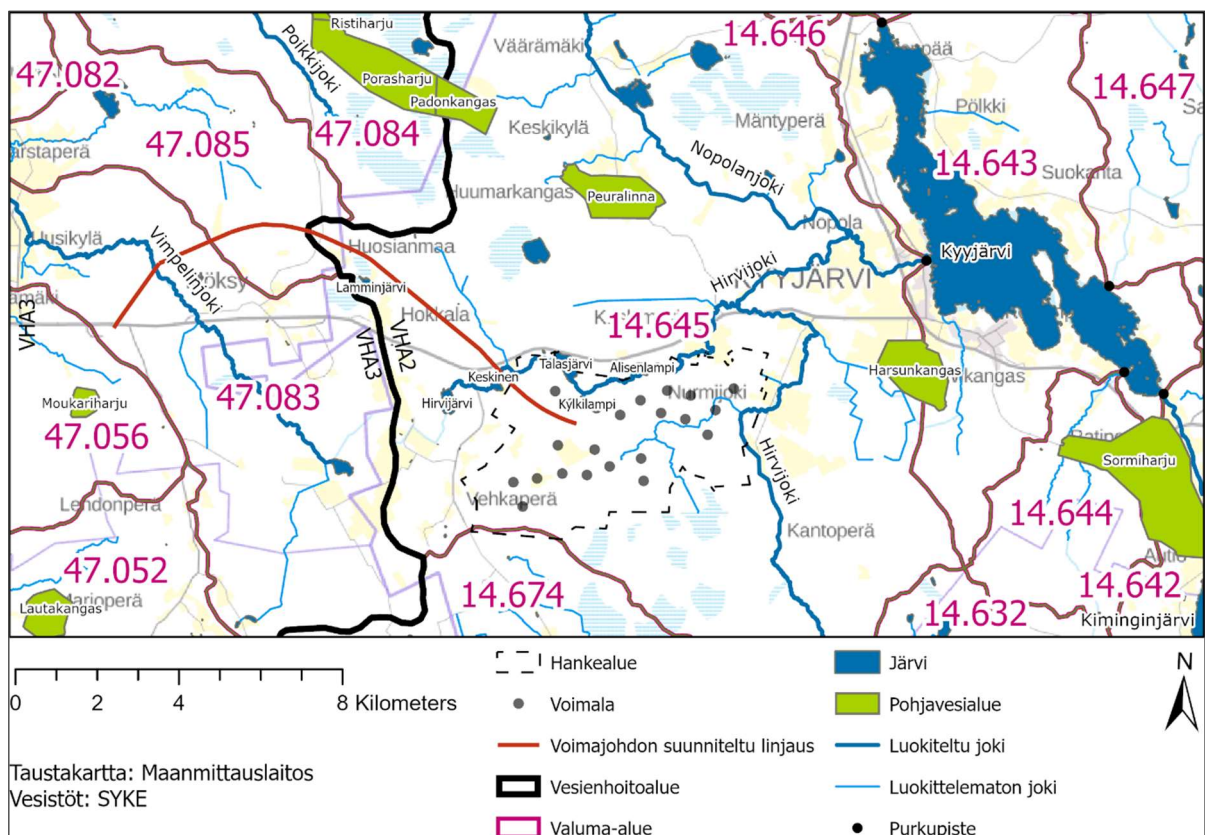 Ristiharju
Poikkijoki
Väärämäki
14.646
47.082
Porasharju
Padonkangas
Pölkki
14.647
47.085
47.084
Keskikylä
Mäntyperä
Nopolanjoki
14.643
Suokanta
Huumarkangas
Peuralinna
Uusikylä
Vimpelinjoki
Huosianmaa
Nopola
Kyyjärvi
Lamminjärvi
Hirvijoki
Hokkala
14.645
VHA3
VHA3
VHA2
Keskinen
Talasjärvi
Alisenlampi
Hirvijärvi
Kylkilampi
Nurmijoki
Harsunkangas
Moukariharju
47.083
47.056
Hirvijoki
Sormiharju
Lendonperä
Vehkaperä
Kantoperä
14.644
47.052
Lautakangas
14.674
14.632
14.642
Kiminginjärvi
0 2 4 8 Kilometers
Hankealue
Voimala
Voimajohdon suunniteltu linjaus
Vesienhoitoalue
Valuma-alue
Järvi
Pohjavesialue
Luokiteltu joki
Luokittelematon joki
Purkupiste
N
Taustakartta: Maanmittauslaitos
Vesistöt: SYKE